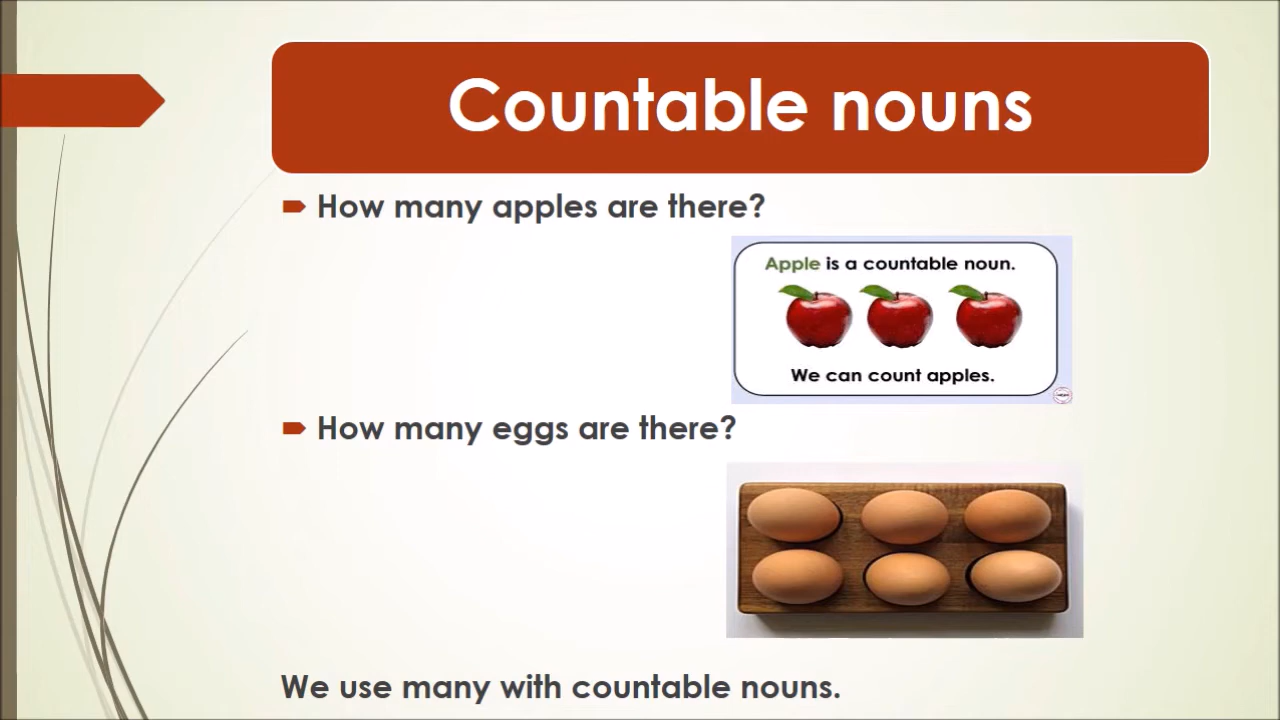 Countable nouns
How many apples are there?
Apple is a countable noun.
We can count apples.
How many eggs are there?
We use many with countable nouns.